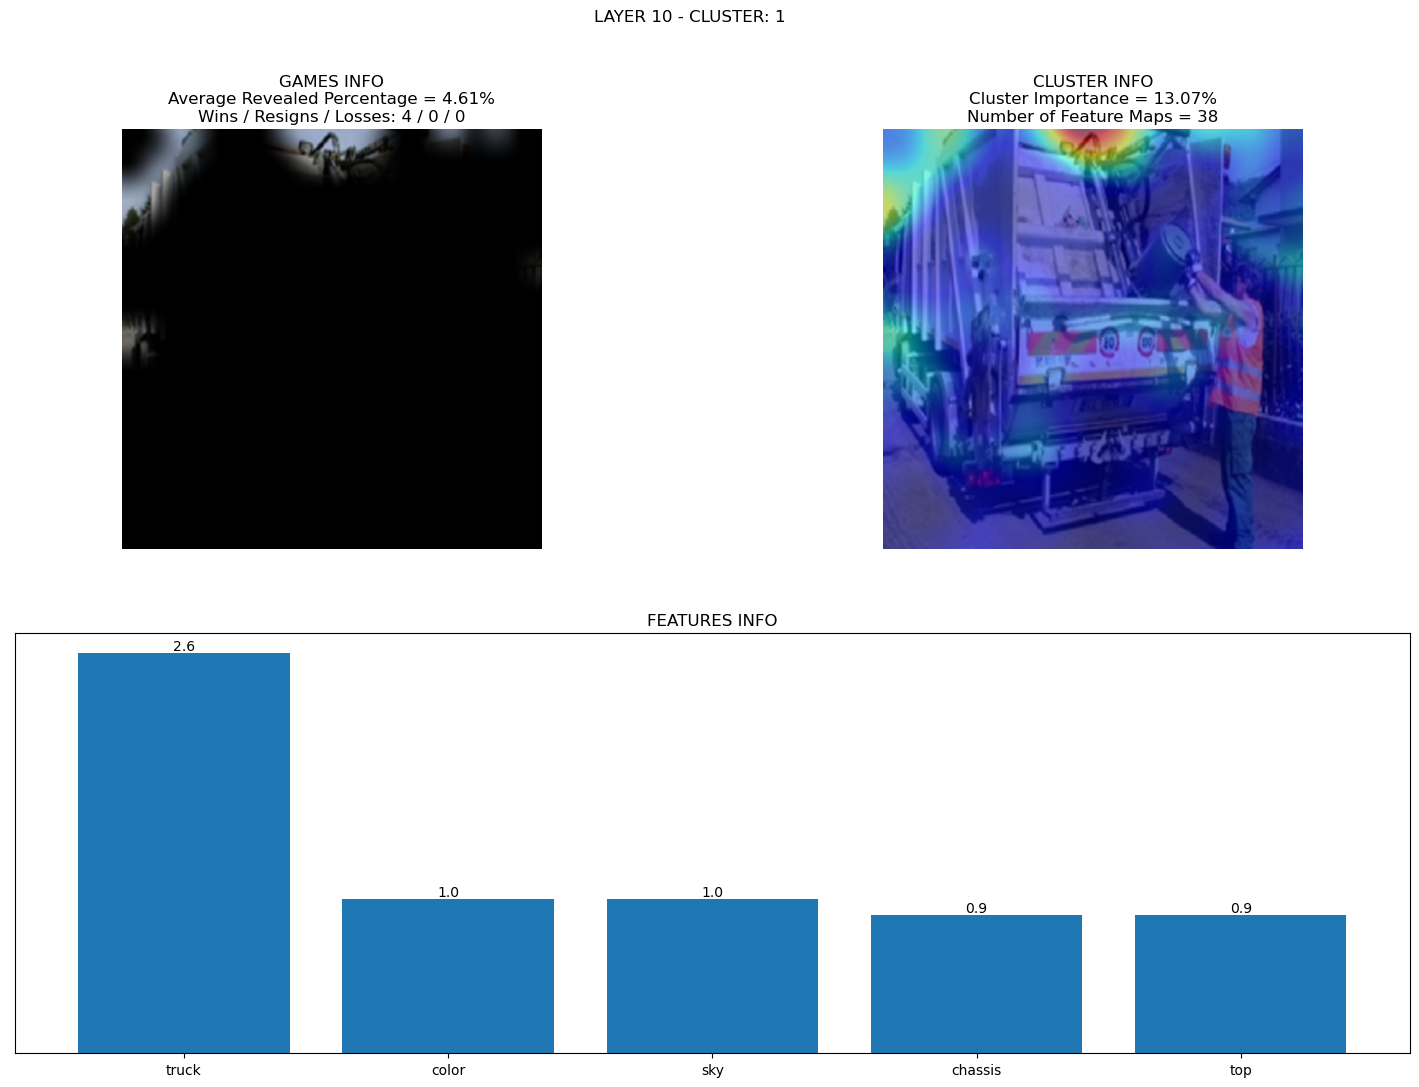 LAYER 10 - CLUSTER: 1
GAMES INFO
Average Revealed Percentage = 4.61%
Wins / Resigns / Losses: 4 / 0 / 0
CLUSTER INFO
Cluster Importance = 13.07%
Number of Feature Maps = 38
FEATURES INFO
2.6
1.0
1.0
0.9
0.9
truck
color
sky
chassis
top